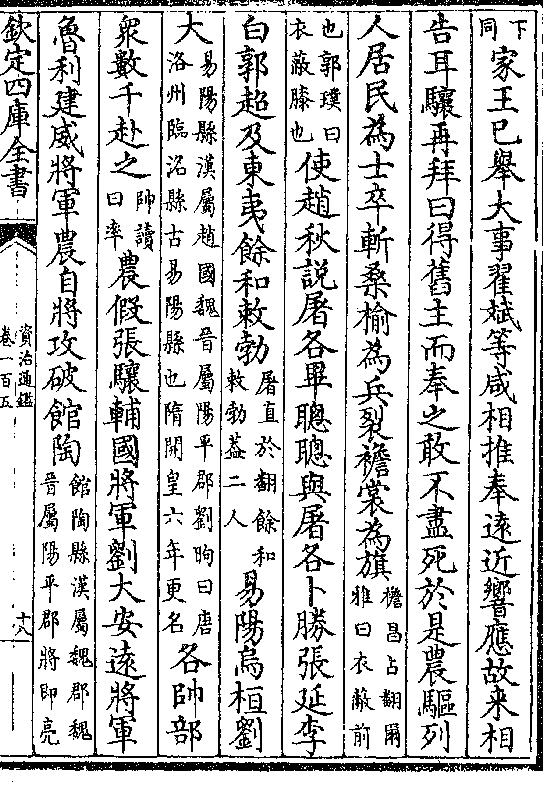 下同家王已舉大事翟斌等咸相推奉遠近響應故來相
告耳驤再拜曰得舊主而奉之敢不盡死於是農驅列
人居民為士卒斬桑榆為兵裂襜裳為旗襜昌占翻爾雅曰衣蔽前
也郭璞曰衣蔽膝也使趙秋説屠各畢聰聰與屠各卜勝張延李
白郭超及東夷餘和敕勃屠直於翻餘和敕勃葢二人易陽烏桓劉
大易陽縣漢屬趙國魏晉屬陽平郡劉昫曰唐洛州臨洺縣古易陽縣也隋開皇六年更名各帥部
衆數千赴之帥讀曰率農假張驤輔國將軍劉大安遠將軍
魯利建威將軍農自將攻破館陶館陶縣漢屬魏郡魏晉屬陽平郡將即亮
欽定四庫全書
資治通鑑
卷一百五
十八